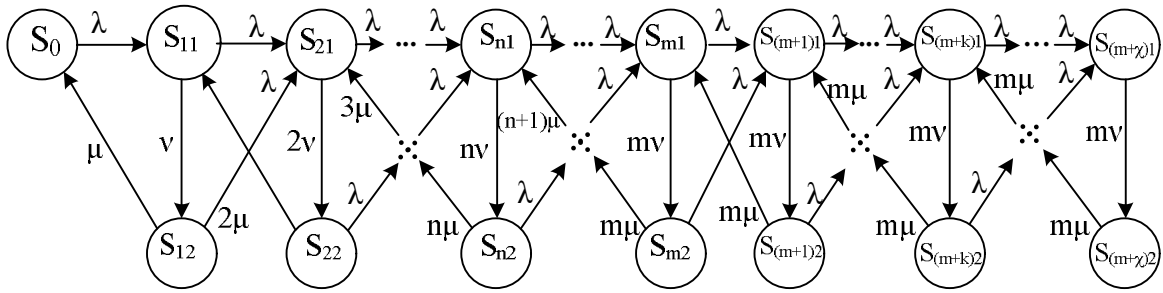 λ λ λ λ λ λ λ λ λ λ λ λ
S0 S11 S21 ... Sn1 ... Sm1 S(m+1)1 ... S(m+k)1 ... S(m+χ)1
λ 3μ λ (n+1)μ λ λ mμ λ mμ λ
μ ν 2ν nν mν mν mν mν
2μ λ nμ λ mμ mμ λ mμ λ mμ
S12 S22 Sn2 Sm2 S(m+1)2 S(m+k)2 S(m+χ)2